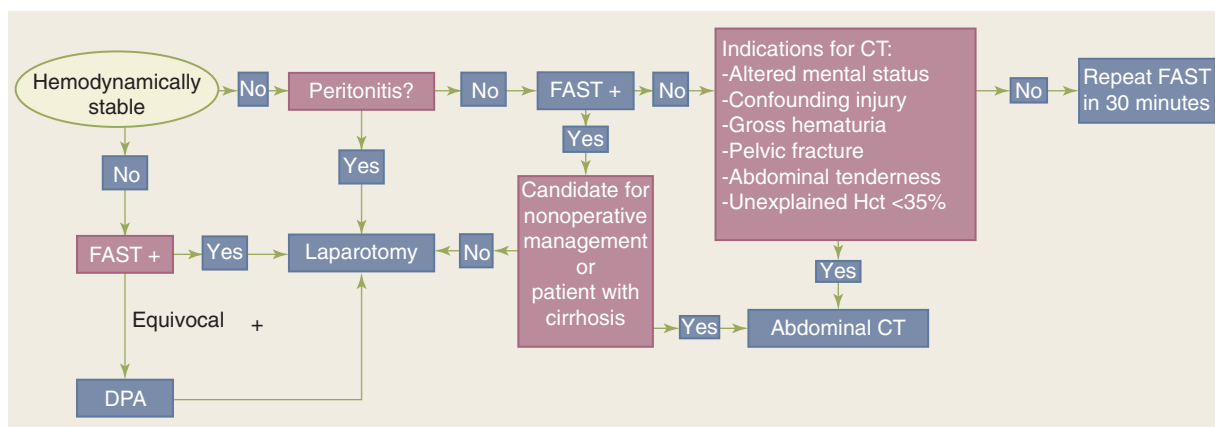 Hemodynamically
stable
No
Peritonitis?
No
FAST +
No
Indications for CT:
-Altered mental status
-Confounding injury
-Gross hematuria
-Pelvic fracture
-Abdominal tenderness
-Unexplained Hct <35%
No
Repeat FAST
in 30 minutes
No
Yes
Yes
Candidate for
nonoperative
management
or
patient with
cirrhosis
FAST +
Yes
Laparotomy
No
Yes
Yes
Abdominal CT
Equivocal +
DPA